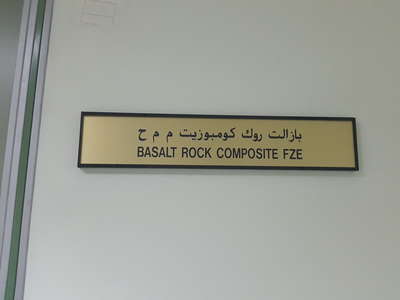 بازالت روك كومبوزيت م م ح
BASALT ROCK COMPOSITE FZE